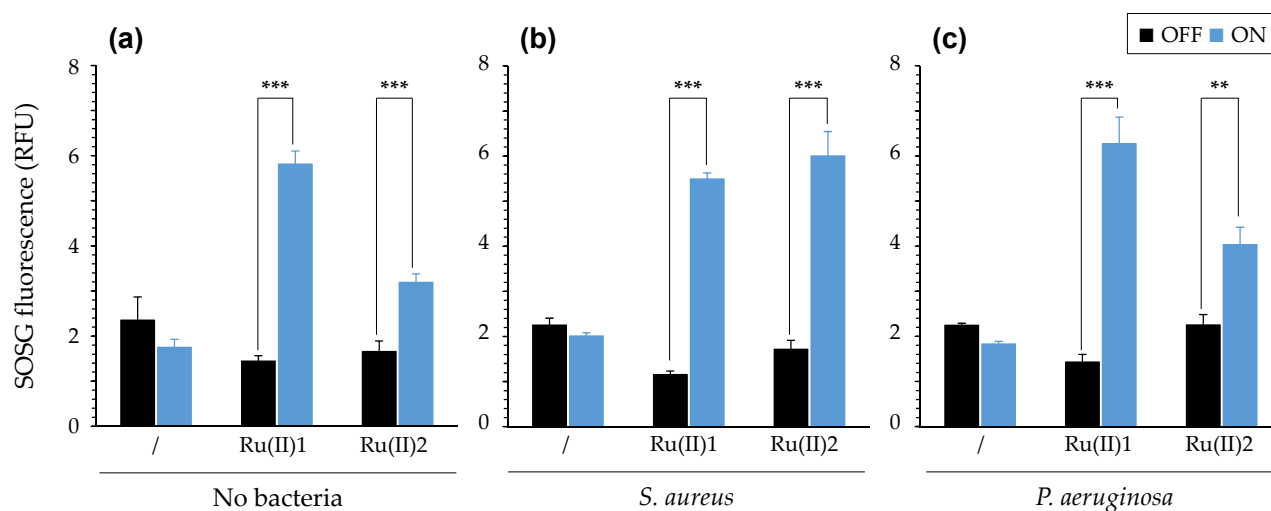 (a) (b) (c) OFF ON
SOSG fluorescence (RFU)
8 6 4 2 0
*** ***
/ Ru(II)1 Ru(II)2
No bacteria
8 6 4 2 0
*** ***
/ Ru(II)1 Ru(II)2
S. aureus
8 6 4 2 0
*** **
/ Ru(II)1 Ru(II)2
P. aeruginosa